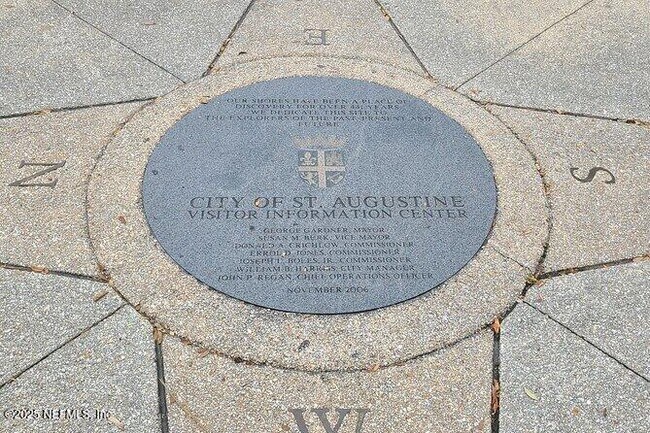 E
OUR SHORES HAVE BEEN A PLACE OF
DISCOVERY FOR OVER 441 YEARS.
WE DEDICATE THIS SITE TO
THE EXPLORERS OF THE PAST, PRESENT AND
FUTURE
N
S
CITY OF ST. AUGUSTINE
VISITOR INFORMATION CENTER
GEORGE GARDNER, MAYOR
SUSAN M. BURK, VICE MAYOR
DONALD A. CRICHLOW, COMMISSIONER
ERROL D. JONES, COMMISSIONER
JOSEPH L. BOLES, JR., COMMISSIONER
WILLIAM B. HARRISS, CITY MANAGER
JOHN P. REGAN, CHIEF OPERATIONS OFFICER
NOVEMBER 2006
W
©2025 NEFMLS, Inc